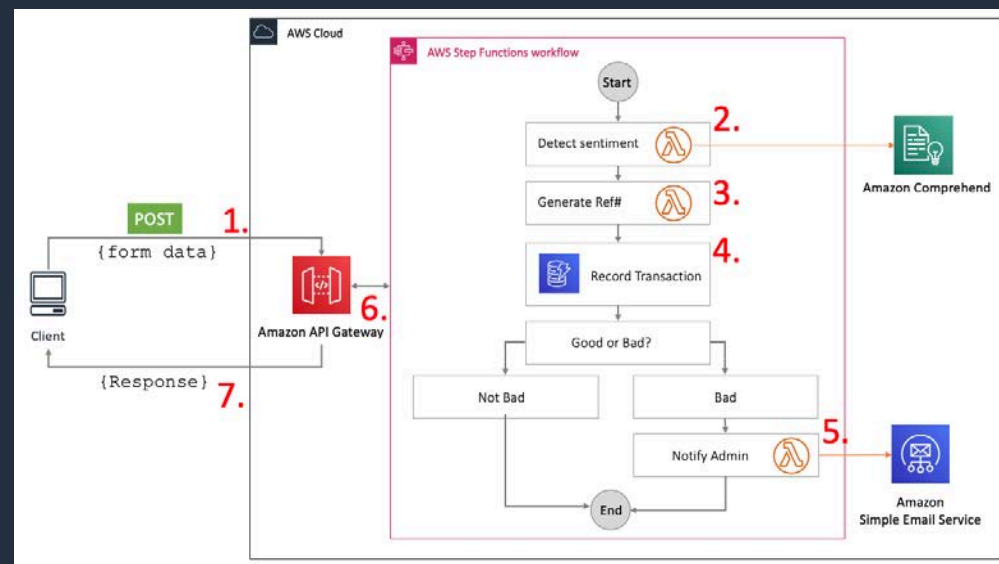 AWS Cloud
AWS Step Functions workflow
Start
Detect sentiment
2.
Amazon Comprehend
Generate Ref#
3.
POST
1.
{form data}
4.
Record Transaction
Client
Amazon API Gateway
6.
Good or Bad?
{Response}
7.
Not Bad
Bad
Notify Admin
5.
Amazon
Simple Email Service
End